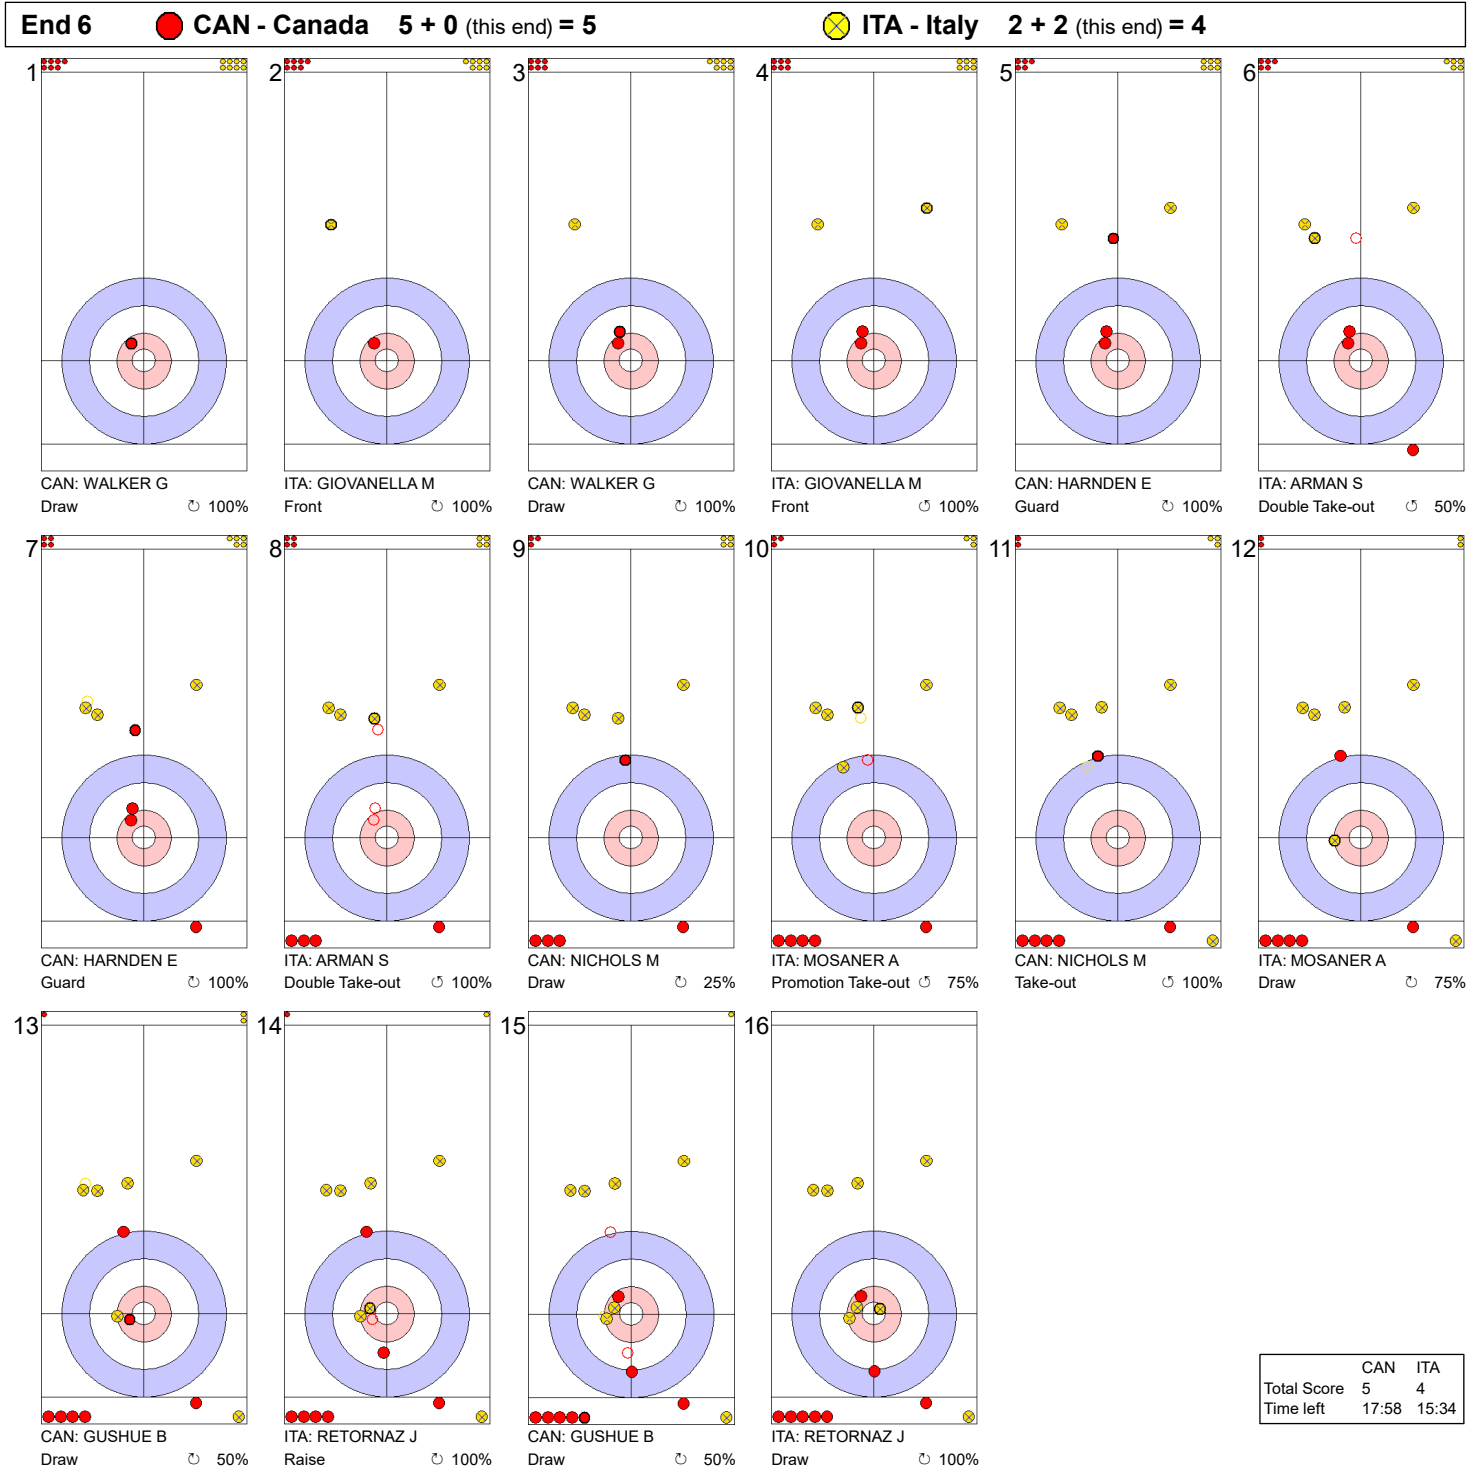 End 6 CAN - Canada 5 + 0 (this end) = 5 ITA - Italy 2 + 2 (this end) = 4
1 2 3 4 5 6
CAN: WALKER G ITA: GIOVANELLA M CAN: WALKER G ITA: GIOVANELLA M CAN: HARNDEN E ITA: ARMAN S
Draw ↻ 100% Front ↻ 100% Draw ↻ 100% Front ↺ 100% Guard ↻ 100% Double Take-out ↺ 50%
7 8 9 10 11 12
CAN: HARNDEN E ITA: ARMAN S CAN: NICHOLS M ITA: MOSANER A CAN: NICHOLS M ITA: MOSANER A
Guard ↻ 100% Double Take-out ↺ 100% Draw ↻ 25% Promotion Take-out ↺ 75% Take-out ↻ 100% Draw ↻ 75%
13 14 15 16
CAN: GUSHUE B ITA: RETORNAZ J CAN: GUSHUE B ITA: RETORNAZ J
Draw ↻ 50% Raise ↻ 100% Draw ↻ 50% Draw ↻ 100%
CAN ITA
Total Score 5 4
Time left 17:58 15:34